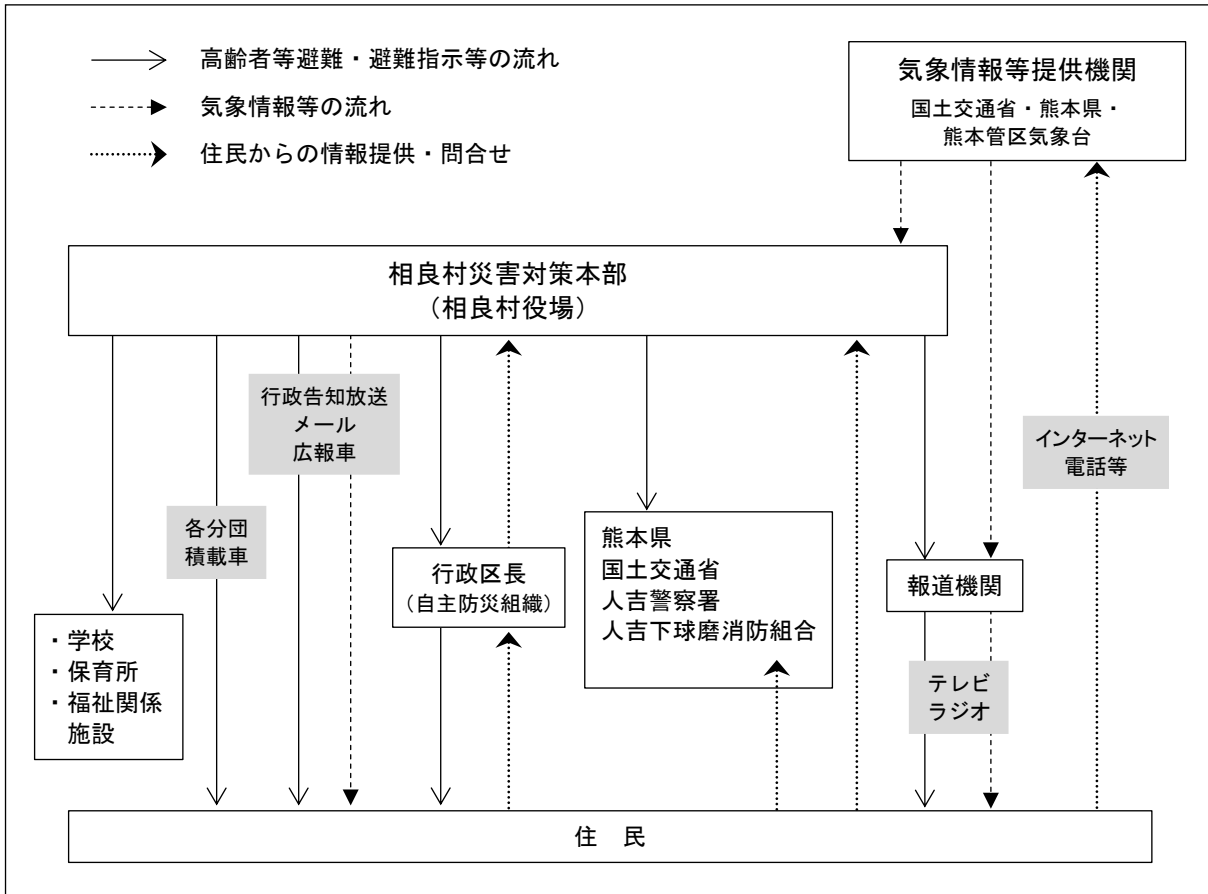 高齢者等避難・避難指示等の流れ
気象情報等の流れ
住民からの情報提供・問合せ
気象情報等提供機関
国土交通省・熊本県・
熊本管区気象台
相良村災害対策本部
（相良村役場）
行政告知放送
メール
広報車
インターネット
電話等
各分団
積載車
行政区長
（自主防災組織）
熊本県
国土交通省
人吉警察署
人吉下球磨消防組合
報道機関
・学校
・保育所
・福祉関係
施設
テレビ
ラジオ
住　民